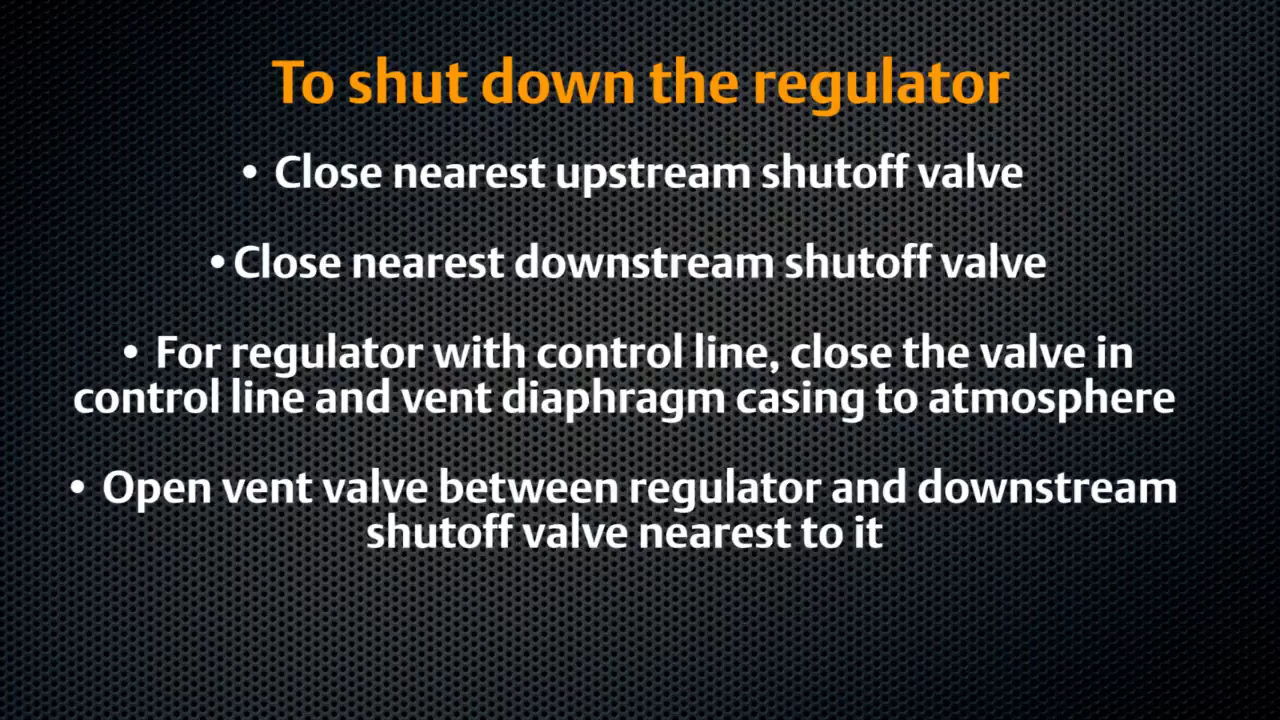 To shut down the regulator
• Close nearest upstream shutoff valve
•Close nearest downstream shutoff valve
• For regulator with control line, close the valve in
control line and vent diaphragm casing to atmosphere
• Open vent valve between regulator and downstream
shutoff valve nearest to it